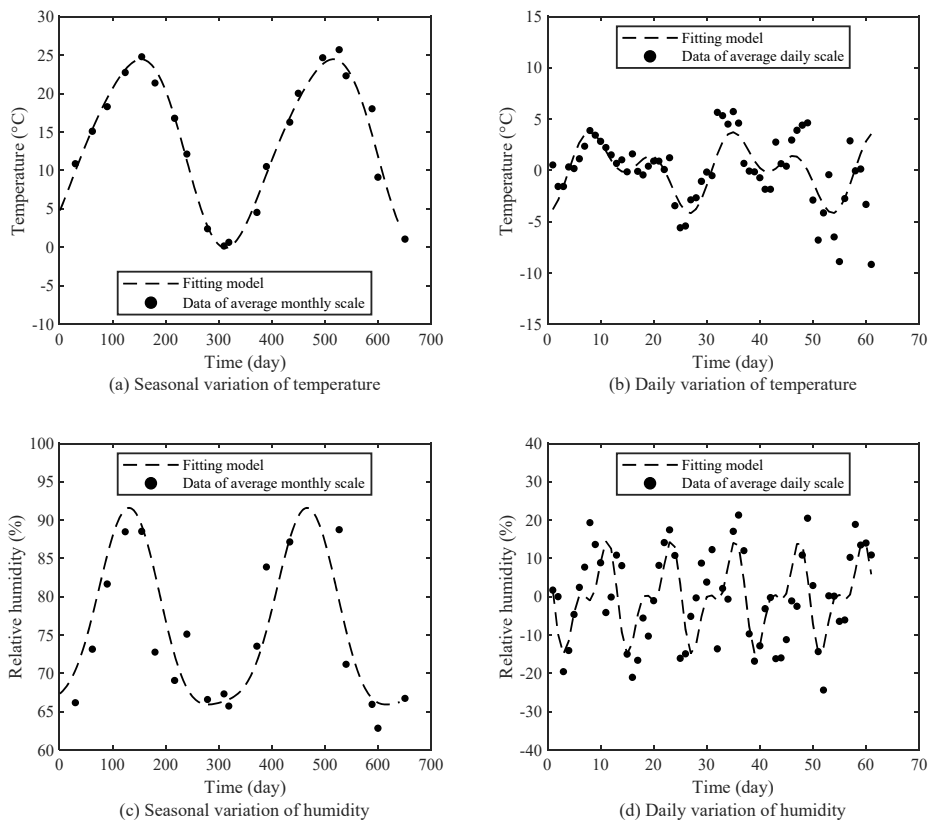 30
25
20
15
10
5
0
-5
-10
Temperature (°C)
Fitting model
Data of average monthly scale
0 100 200 300 400 500 600 700
Time (day)
(a) Seasonal variation of temperature
15
10
5
0
-5
-10
-15
Temperature (°C)
Fitting model
Data of average daily scale
0 10 20 30 40 50 60 70
Time (day)
(b) Daily variation of temperature
100
95
90
85
80
75
70
65
60
Relative humidity (%)
Fitting model
Data of average monthly scale
0 100 200 300 400 500 600 700
Time (day)
(c) Seasonal variation of humidity
40
30
20
10
0
-10
-20
-30
-40
Relative humidity (%)
Fitting model
Data of average daily scale
0 10 20 30 40 50 60 70
Time (day)
(d) Daily variation of humidity